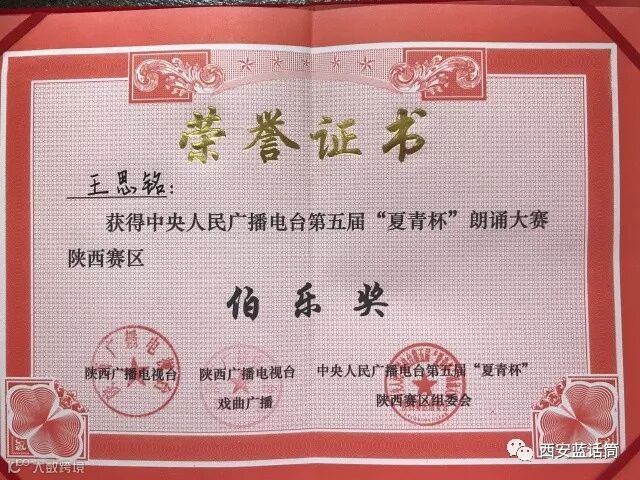 荣誉证书
王思铭：
获得中央人民广播电台第五届“夏青杯”朗诵大赛
陕西赛区
伯乐奖
陕西广播电视台
陕西广播电视台
戏曲广播
中央人民广播电台第五届“夏青杯”
陕西赛区组委会
西安蓝话筒
大数跨境